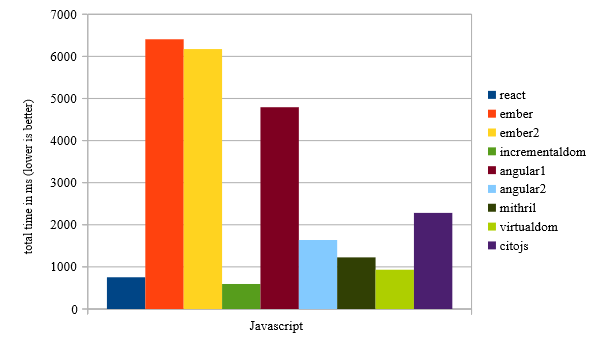 7000
6000
5000
4000
3000
2000
1000
0
total time in ms (lower is better)
Javascript
react
ember
ember2
incrementaldom
angular1
angular2
mithril
virtualdom
citojs